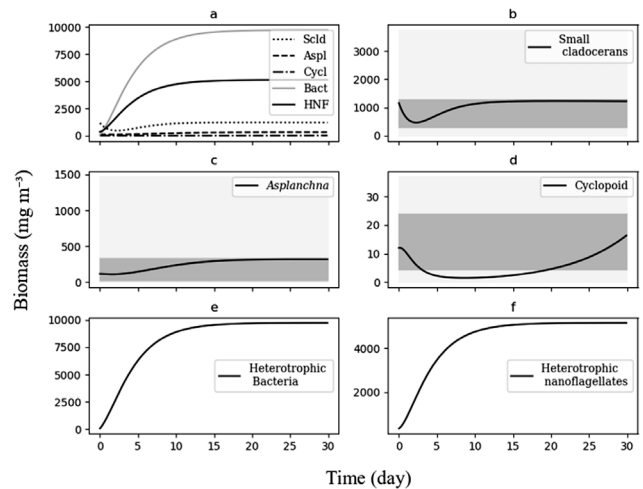 a
10000
7500
5000
2500
0
Scld
Aspl
Cycl
Bact
HNF
b
3000
2000
1000
0
Small
cladocerans
c
1500
1000
500
0
Asplanchna
d
30
20
10
0
Cyclopoid
Biomass (mg m⁻³)
e
10000
7500
5000
2500
0
0 5 10 15 20 25 30
Heterotrophic
Bacteria
f
4000
2000
0 5 10 15 20 25 30
Heterotrophic
nanoflagellates
Time (day)